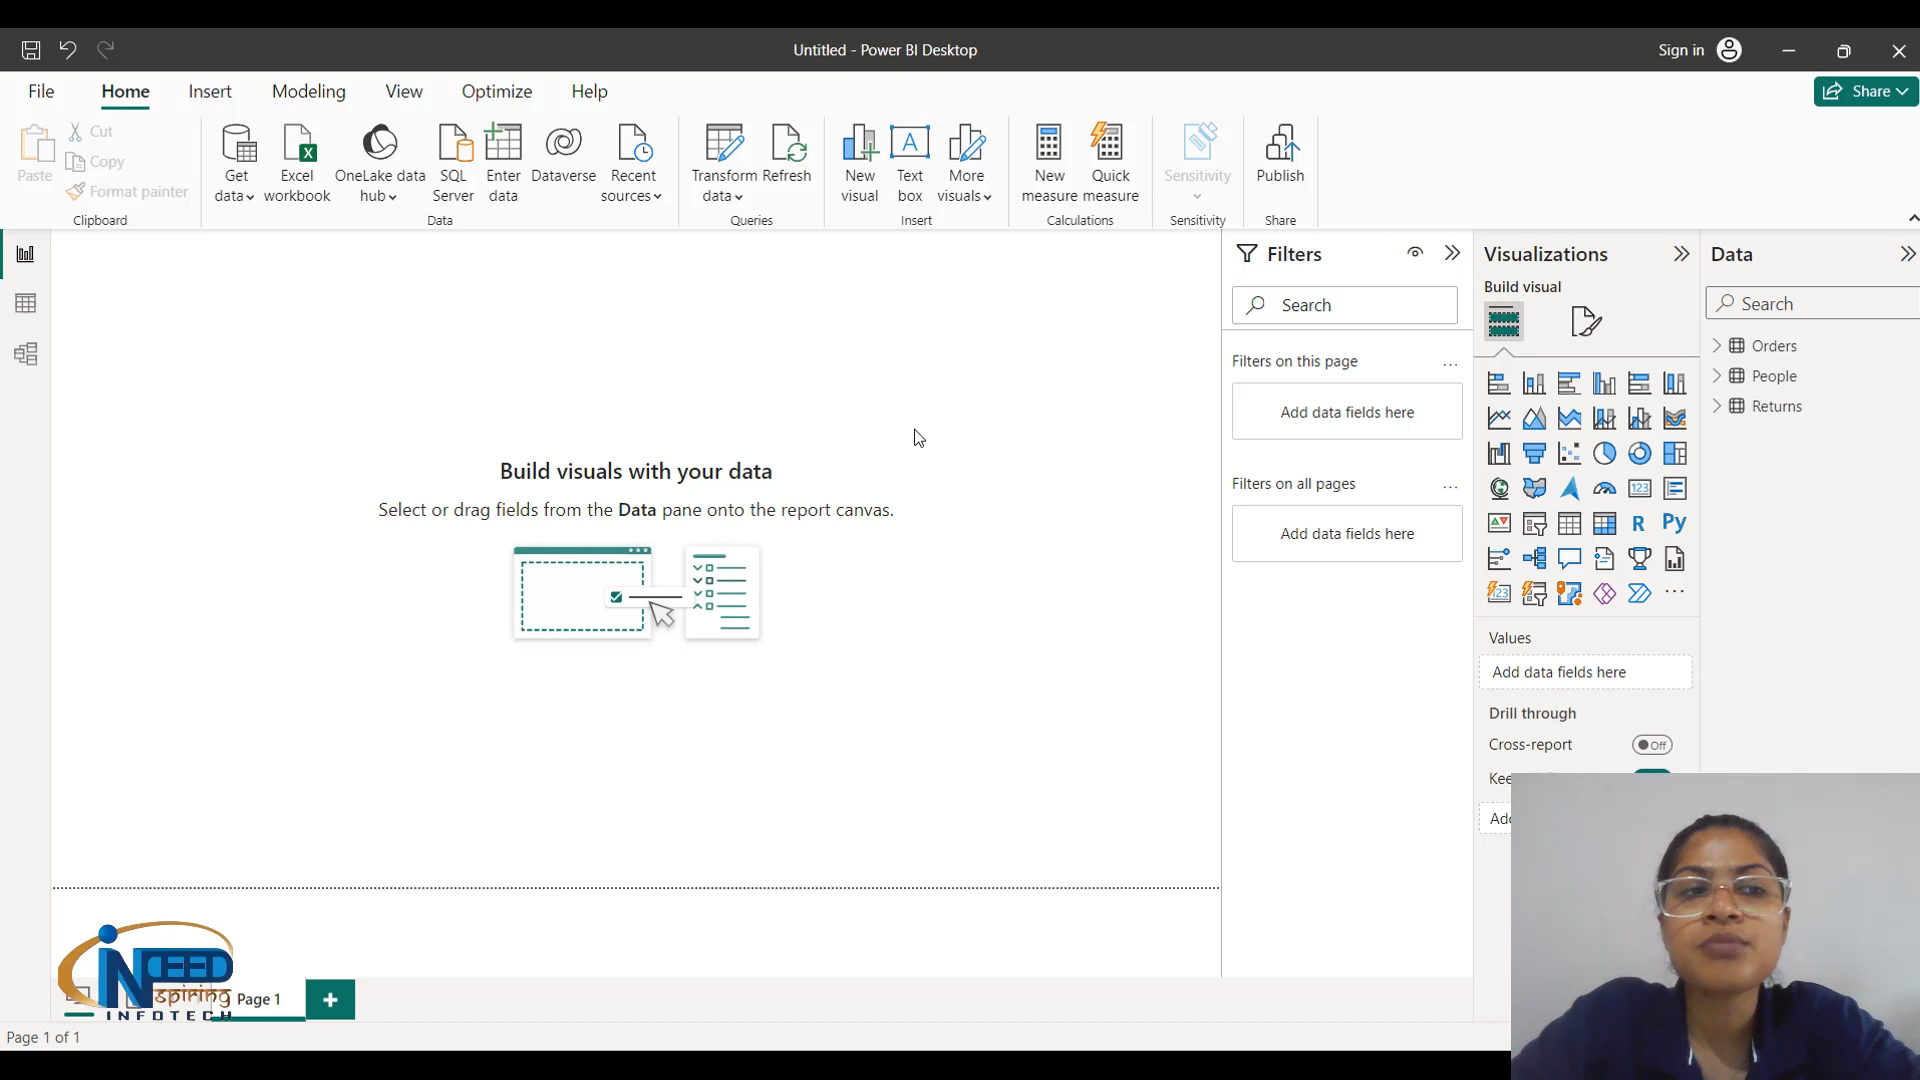 Untitled - Power BI Desktop
Sign in
File Home Insert Modeling View Optimize Help
Share
Paste
Cut
Copy
Format painter
Clipboard
Get data
Excel workbook
OneLake data hub
SQL Server
Enter data
Dataverse
Recent sources
Data
Transform data
Refresh
Queries
New visual
Text box
More visuals
Insert
New measure
Quick measure
Calculations
Sensitivity
Sensitivity
Publish
Share
Build visuals with your data
Select or drag fields from the Data pane onto the report canvas.
Filters
Search
Filters on this page
...
Add data fields here
Filters on all pages
...
Add data fields here
Visualizations
Build visual
123
R
Py
123
...
Values
Add data fields here
Drill through
Cross-report
Off
Kee
Ad
Data
Search
Orders
People
Returns
iNEED
nspiring
INFOTECH
Page 1
+
Page 1 of 1